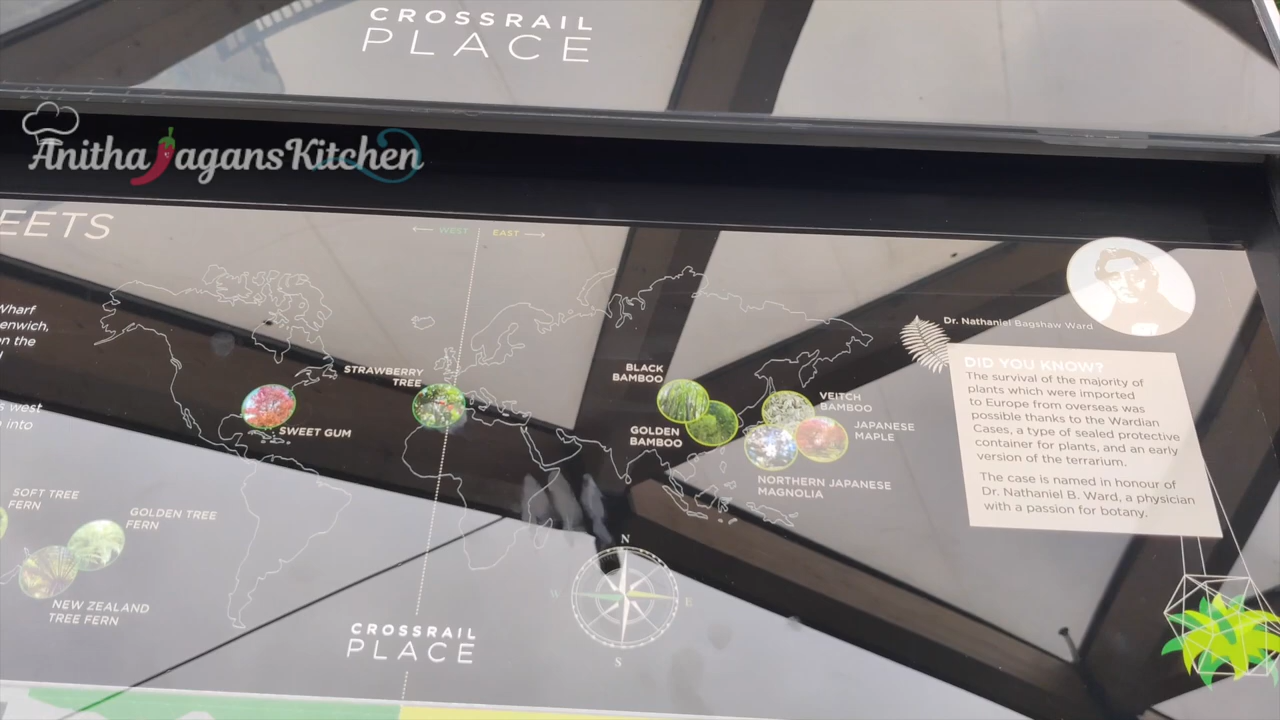 CROSSRAIL
PLACE
Anitha Jagans Kitchen
EETS
WEST
EAST
Wharf
enwich,
n the
s west
into
STRAWBERRY
TREE
SWEET GUM
BLACK
BAMBOO
GOLDEN
BAMBOO
VEITCH
BAMBOO
JAPANESE
MAPLE
NORTHERN JAPANESE
MAGNOLIA
Dr. Nathaniel Bagshaw Ward
DID YOU KNOW?
The survival of the majority of
plants which were imported
to Europe from overseas was
possible thanks to the Wardian
Cases, a type of sealed protective
container for plants, and an early
version of the terrarium.
The case is named in honour of
Dr. Nathaniel B. Ward, a physician
with a passion for botany.
SOFT TREE
FERN
GOLDEN TREE
FERN
NEW ZEALAND
TREE FERN
N
W
E
S
CROSSRAIL
PLACE